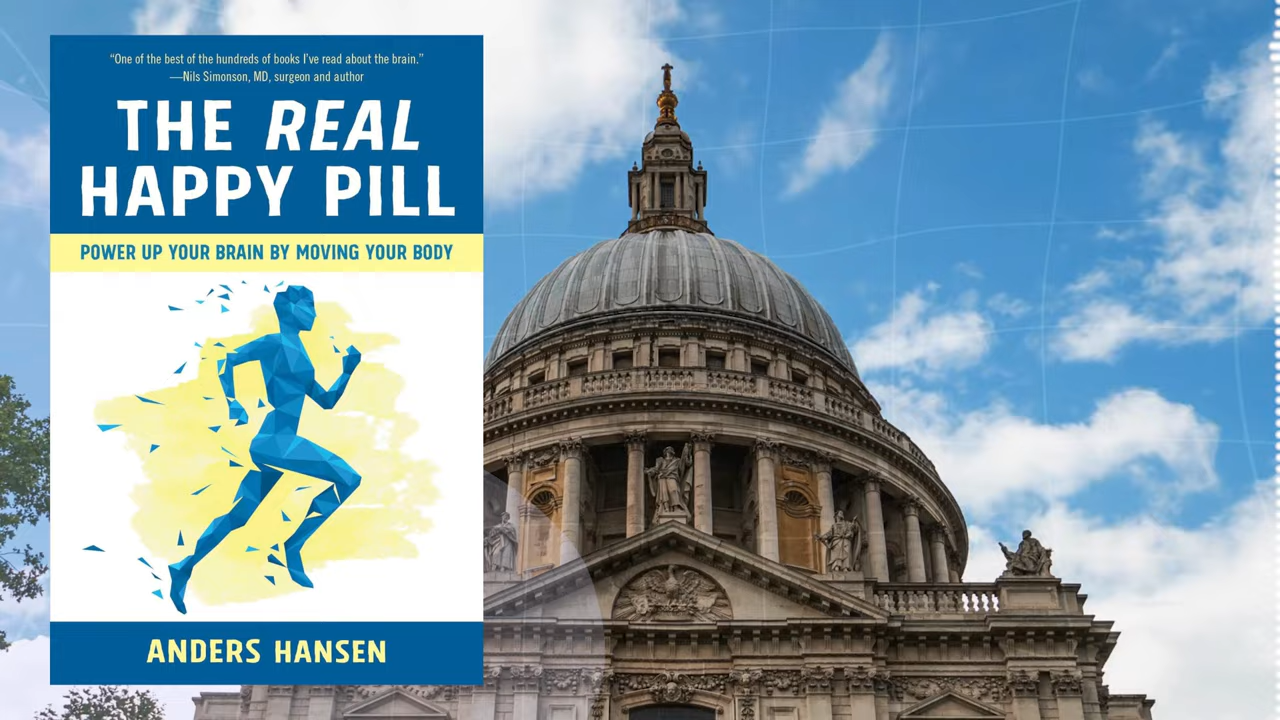 “One of the best of the hundreds of books I’ve read about the brain.”
—Nils Simonson, MD, surgeon and author
THE REAL
HAPPY PILL
POWER UP YOUR BRAIN BY MOVING YOUR BODY
ANDERS HANSEN